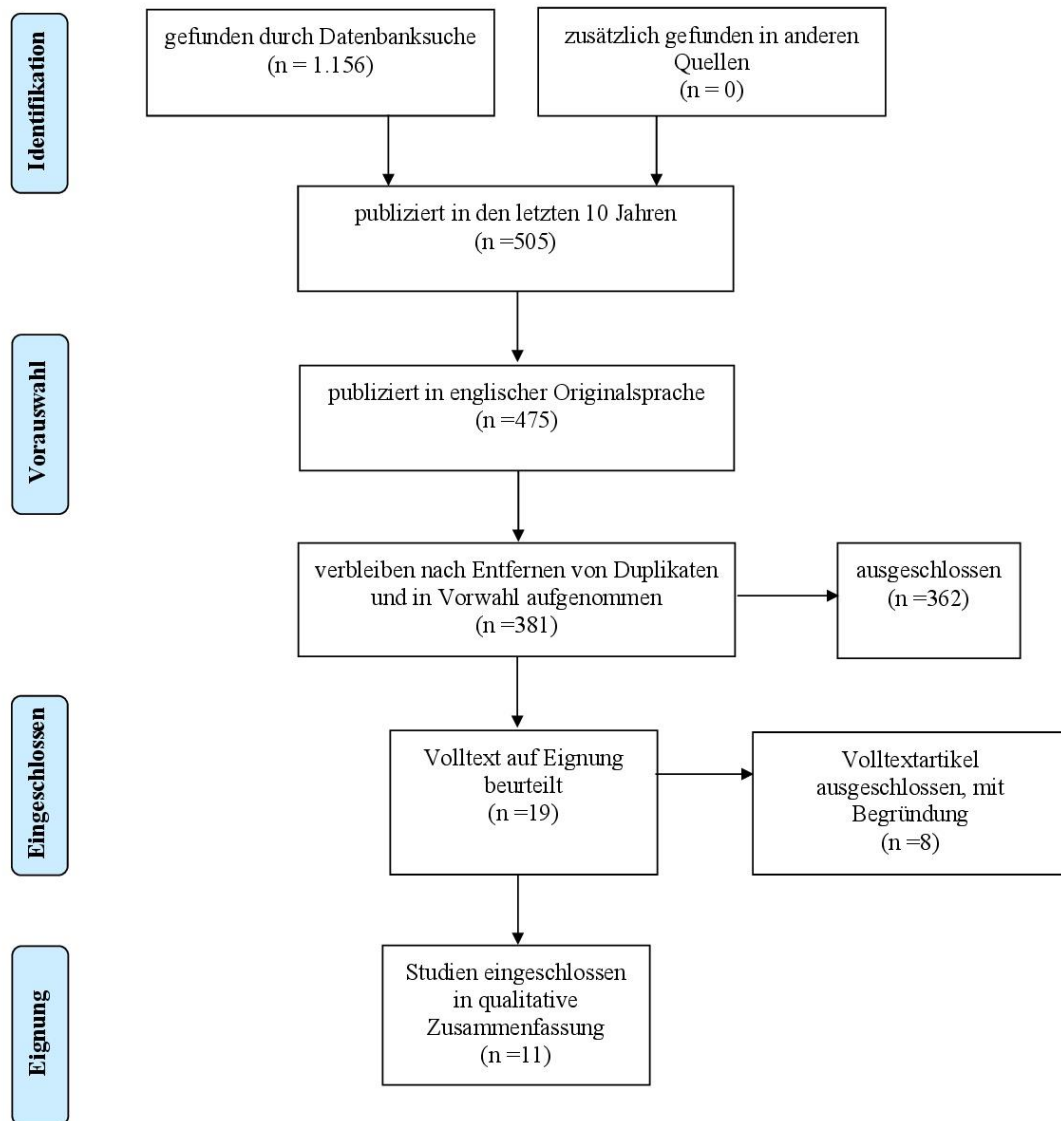 Identifikation
gefunden durch Datenbanksuche
(n = 1.156)
zusätzlich gefunden in anderen
Quellen
(n = 0)
publiziert in den letzten 10 Jahren
(n =505)
Vorauswahl
publiziert in englischer Originalsprache
(n =475)
verbleiben nach Entfernen von Duplikaten
und in Vorwahl aufgenommen
(n =381)
ausgeschlossen
(n =362)
Eingeschlossen
Volltext auf Eignung
beurteilt
(n =19)
Volltextartikel
ausgeschlossen, mit
Begründung
(n =8)
Eignung
Studien eingeschlossen
in qualitative
Zusammenfassung
(n =11)